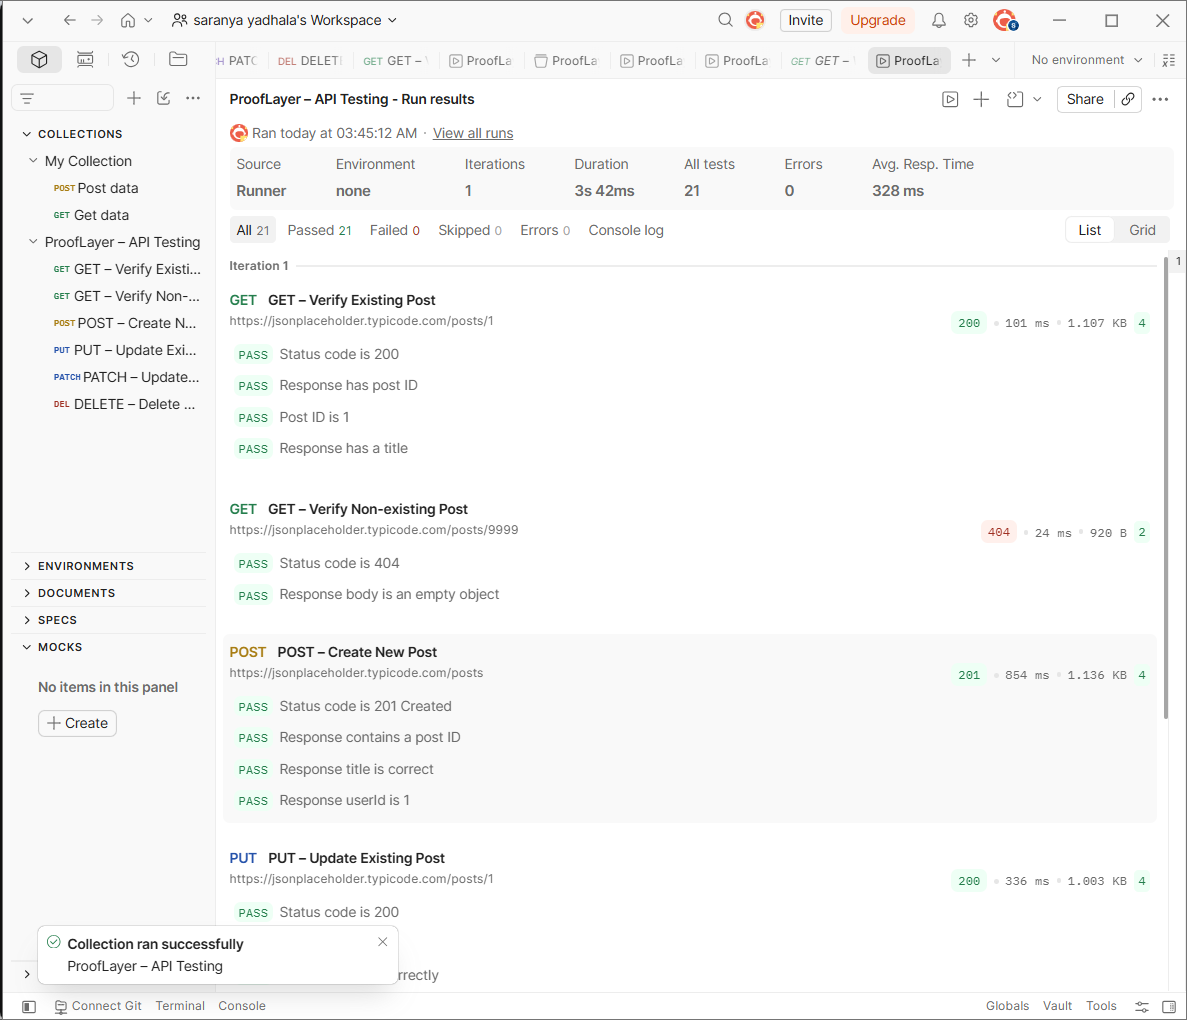 saranya yadhala's Workspace
Invite
Upgrade
PATC
DEL DELETI
GET GET –
ProofLa
ProofLa
ProofLa
ProofLa
GET GET –
ProofLa
No environment
ProofLayer – API Testing - Run results
Share
Ran today at 03:45:12 AM · View all runs
Source Environment Iterations Duration All tests Errors Avg. Resp. Time
Runner none 1 3s 42ms 21 0 328 ms
All 21 Passed 21 Failed 0 Skipped 0 Errors 0 Console log
List Grid
COLLECTIONS
My Collection
POST Post data
GET Get data
ProofLayer – API Testing
GET GET – Verify Existi...
GET GET – Verify Non-...
POST POST – Create N...
PUT PUT – Update Exi...
PATCH PATCH – Update...
DEL DELETE – Delete ...
ENVIRONMENTS
DOCUMENTS
SPECS
MOCKS
No items in this panel
Create
Iteration 1
1
GET GET – Verify Existing Post
https://jsonplaceholder.typicode.com/posts/1
200 • 101 ms • 1.107 KB 4
PASS Status code is 200
PASS Response has post ID
PASS Post ID is 1
PASS Response has a title
GET GET – Verify Non-existing Post
https://jsonplaceholder.typicode.com/posts/9999
404 • 24 ms • 920 B 2
PASS Status code is 404
PASS Response body is an empty object
POST POST – Create New Post
https://jsonplaceholder.typicode.com/posts
201 • 854 ms • 1.136 KB 4
PASS Status code is 201 Created
PASS Response contains a post ID
PASS Response title is correct
PASS Response userId is 1
PUT PUT – Update Existing Post
https://jsonplaceholder.typicode.com/posts/1
200 • 336 ms • 1.003 KB 4
PASS Status code is 200
rrectly
Collection ran successfully
ProofLayer – API Testing
Connect Git Terminal Console
Globals Vault Tools